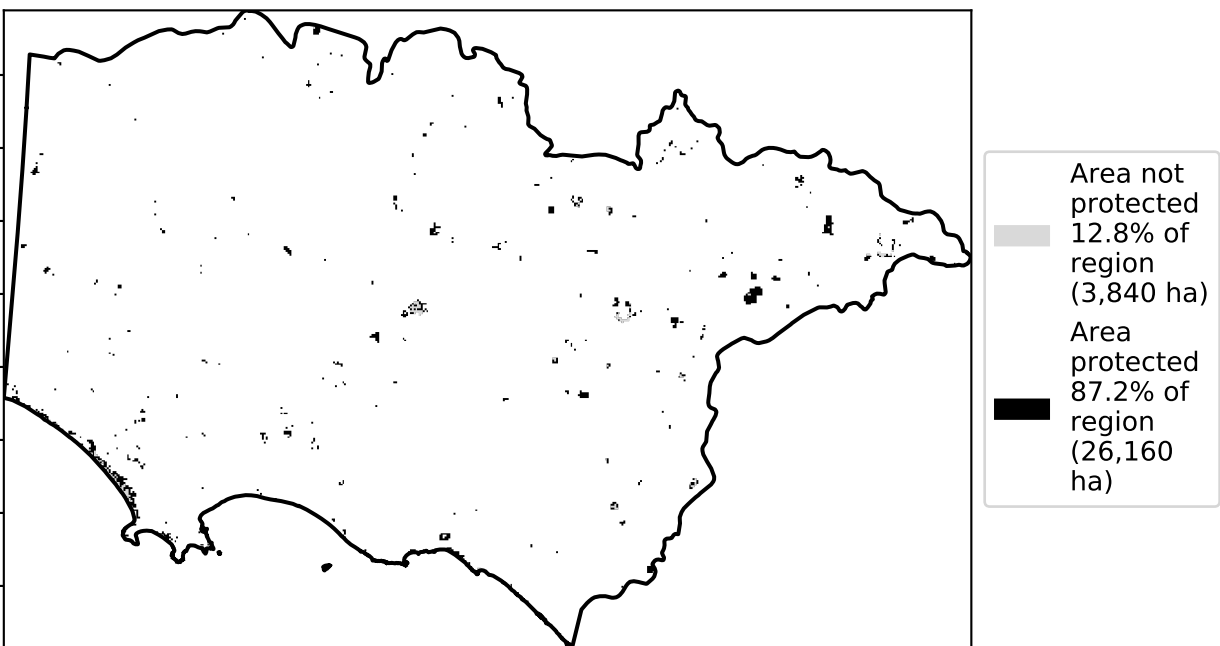 Area not
protected
12.8% of
region
(3,840 ha)
Area
protected
87.2% of
region
(26,160
ha)